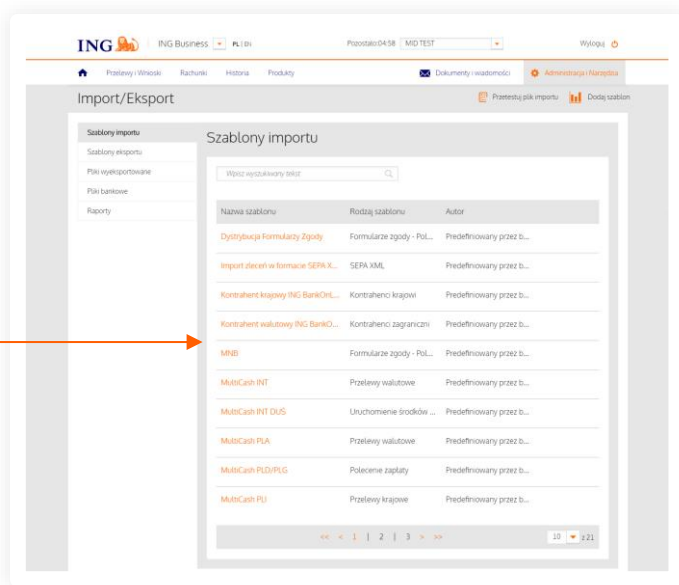 ING ING Business PL | EN Pozostało:04:58 MID TEST Wyloguj
Przelewy i Wnioski Rachunki Historia Produkty Dokumenty i wiadomości Administracja i Narzędzia
Import/Eksport Przetestuj plik importu Dodaj szablon
Szablony importu
Szablony eksportu
Pliki wyeksportowane
Pliki bankowe
Raporty
Szablony importu
Wpisz wyszukiwany tekst
Nazwa szablonu Rodzaj szablonu Autor
Dystrybucja Formularzy Zgody Formularze zgody - Pol... Predefiniowany przez b...
Import zleceń w formacie SEPA X... SEPA XML Predefiniowany przez b...
Kontrahent krajowy ING BankOnL... Kontrahenci krajowi Predefiniowany przez b...
Kontrahent walutowy ING BankO... Kontrahenci zagraniczni Predefiniowany przez b...
MNB Formularze zgody - Pol... Predefiniowany przez b...
MultiCash INT Przelewy walutowe Predefiniowany przez b...
MultiCash INT DUS Uruchomienie środków ... Predefiniowany przez b...
MultiCash PLA Przelewy walutowe Predefiniowany przez b...
MultiCash PLD/PLG Polecenie zapłaty Predefiniowany przez b...
MultiCash PLI Przelewy krajowe Predefiniowany przez b...
<< < 1 | 2 | 3 > >> 10 z 21